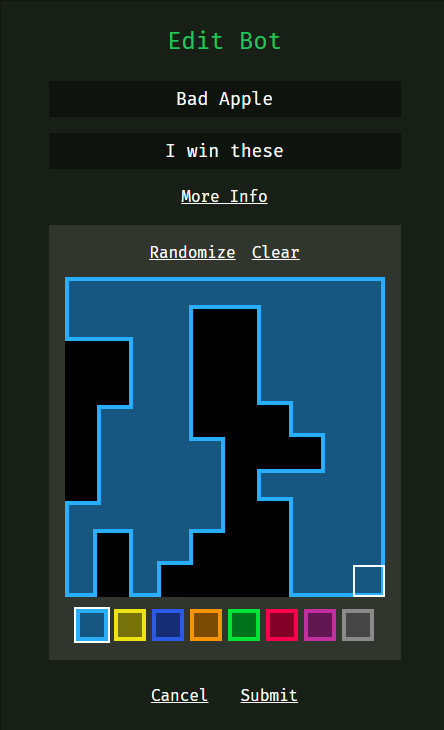 Edit Bot
Bad Apple
I win these
More Info
Randomize Clear
Cancel Submit